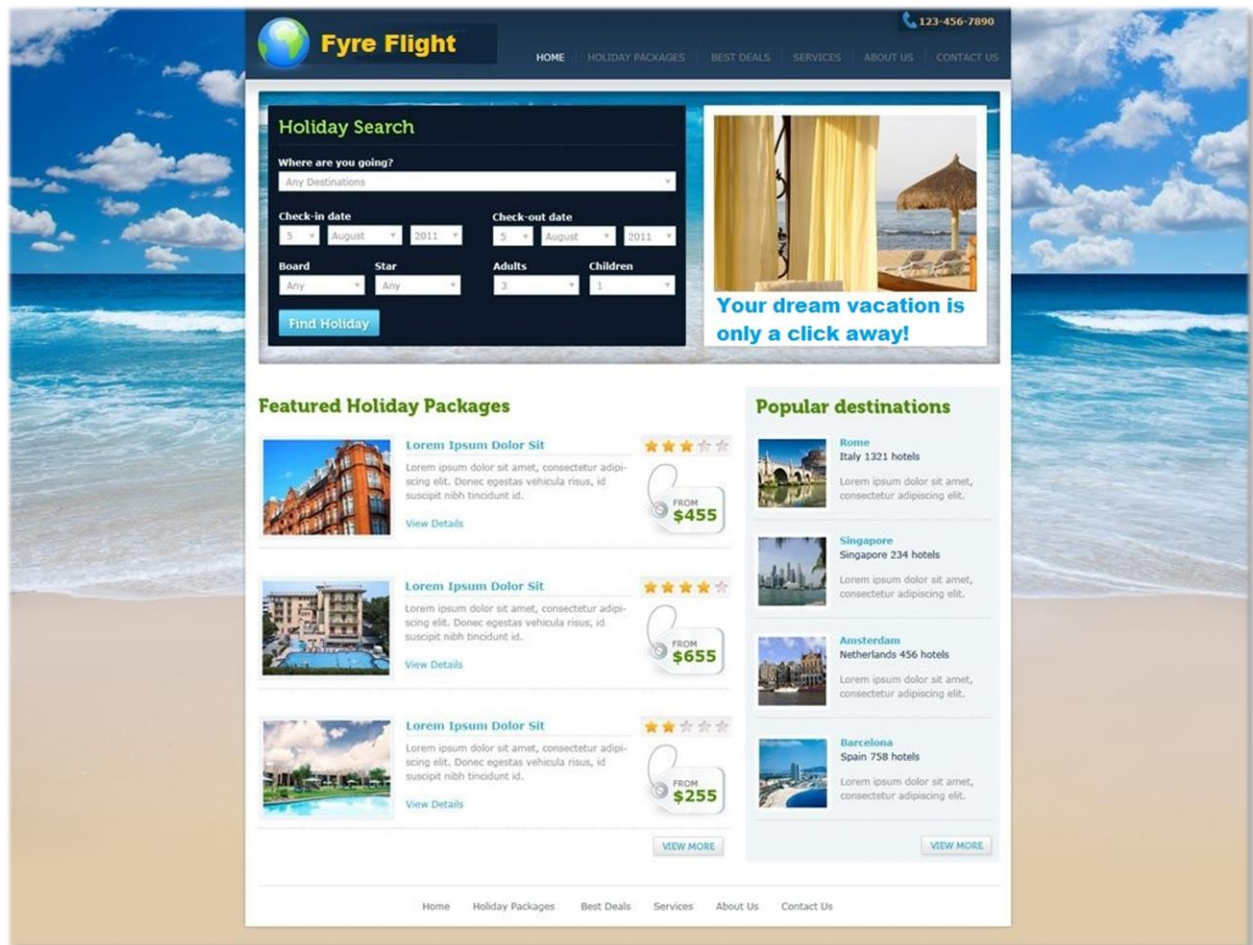 Fyre Flight
123-456-7890
HOME HOLIDAY PACKAGES BEST DEALS SERVICES ABOUT US CONTACT US
Holiday Search
Where are you going?
Any Destinations
Check-in date Check-out date
5 August 2011 5 August 2011
Board Star Adults Children
Any Any 3 1
Find Holiday
Your dream vacation is
only a click away!
Featured Holiday Packages
Lorem Ipsum Dolor Sit
Lorem ipsum dolor sit amet, consectetur adipi-
scing elit. Donec egestas vehicula risus, id
suscipit nibh tincidunt id.
View Details
FROM
$455
Lorem Ipsum Dolor Sit
Lorem ipsum dolor sit amet, consectetur adipi-
scing elit. Donec egestas vehicula risus, id
suscipit nibh tincidunt id.
View Details
FROM
$655
Lorem Ipsum Dolor Sit
Lorem ipsum dolor sit amet, consectetur adipi-
scing elit. Donec egestas vehicula risus, id
suscipit nibh tincidunt id.
View Details
FROM
$255
VIEW MORE
Popular destinations
Rome
Italy 1321 hotels
Lorem ipsum dolor sit amet,
consectetur adipiscing elit.
Singapore
Singapore 234 hotels
Lorem ipsum dolor sit amet,
consectetur adipiscing elit.
Amsterdam
Netherlands 456 hotels
Lorem ipsum dolor sit amet,
consectetur adipiscing elit.
Barcelona
Spain 758 hotels
Lorem ipsum dolor sit amet,
consectetur adipiscing elit.
VIEW MORE
Home Holiday Packages Best Deals Services About Us Contact Us